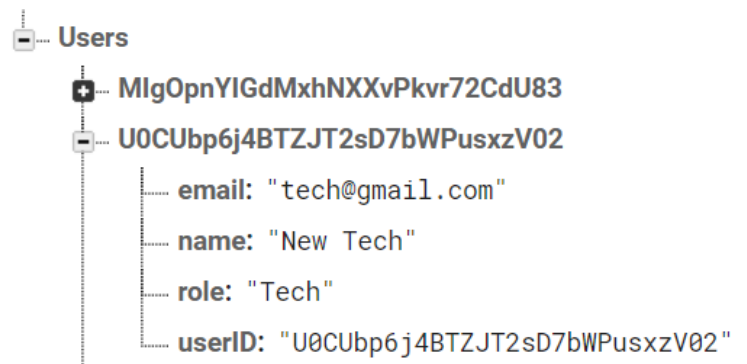 Users
MIgOpnYIGdMxhNXXvPkvr72CdU83
U0CUbp6j4BTZJT2sD7bWPusxzV02
email: "tech@gmail.com"
name: "New Tech"
role: "Tech"
userID: "U0CUbp6j4BTZJT2sD7bWPusxzV02"